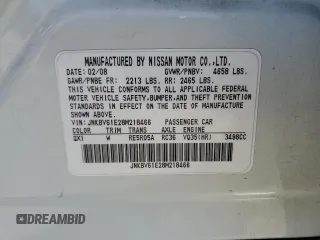 MANUFACTURED BY NISSAN MOTOR CO.,LTD.
DATE: 02/08 GVWR/PNBV: 4658 LBS.
GAWR/PNBE FR: 2213 LBS. RR: 2465 LBS.
THIS VEHICLE CONFORMS TO ALL APPLICABLE
FEDERAL MOTOR VEHICLE SAFETY,BUMPER,AND THEFT PREVENTION
STANDARDS IN EFFECT ON THE DATE OF MANUFACTURE
SHOWN ABOVE.
VIN: JNKBV61E28M218466 PASSENGER CAR
COLOR TRIM TRANS AXLE ENGINE
QX1 W RE5R05A RC36 VQ35(HR) 3498CC
JNKBV61E28M218466